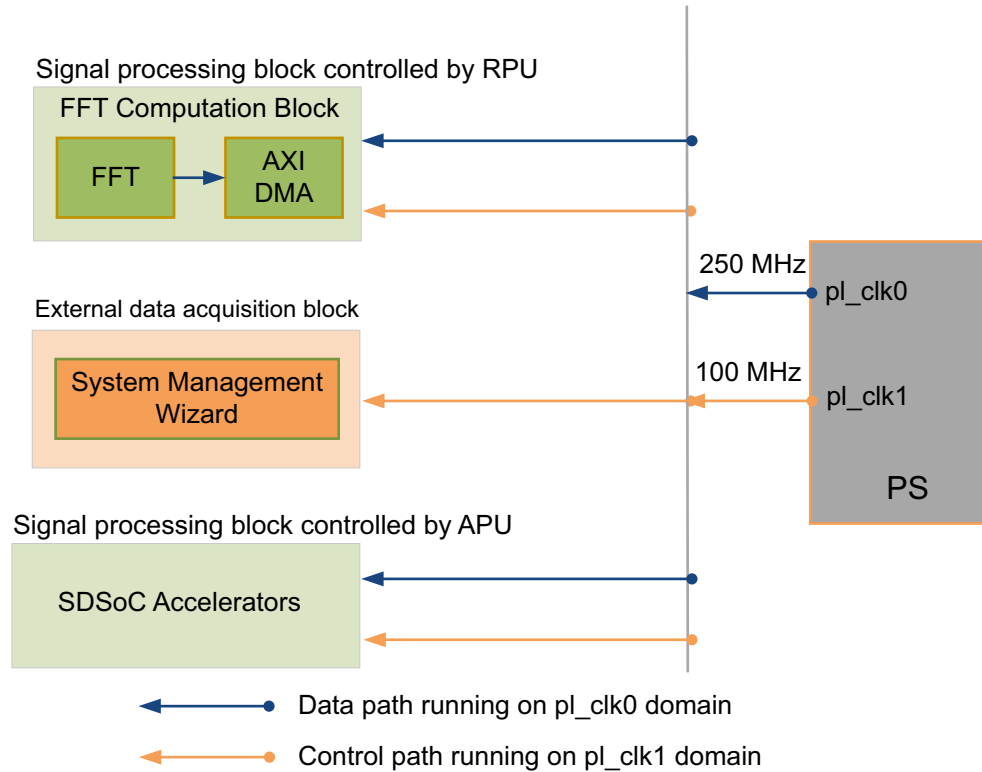 Signal processing block controlled by RPU
FFT Computation Block
FFT
AXI
DMA
250 MHz
pl_clk0
External data acquisition block
System Management
Wizard
100 MHz
pl_clk1
PS
Signal processing block controlled by APU
SDSoC Accelerators
Data path running on pl_clk0 domain
Control path running on pl_clk1 domain